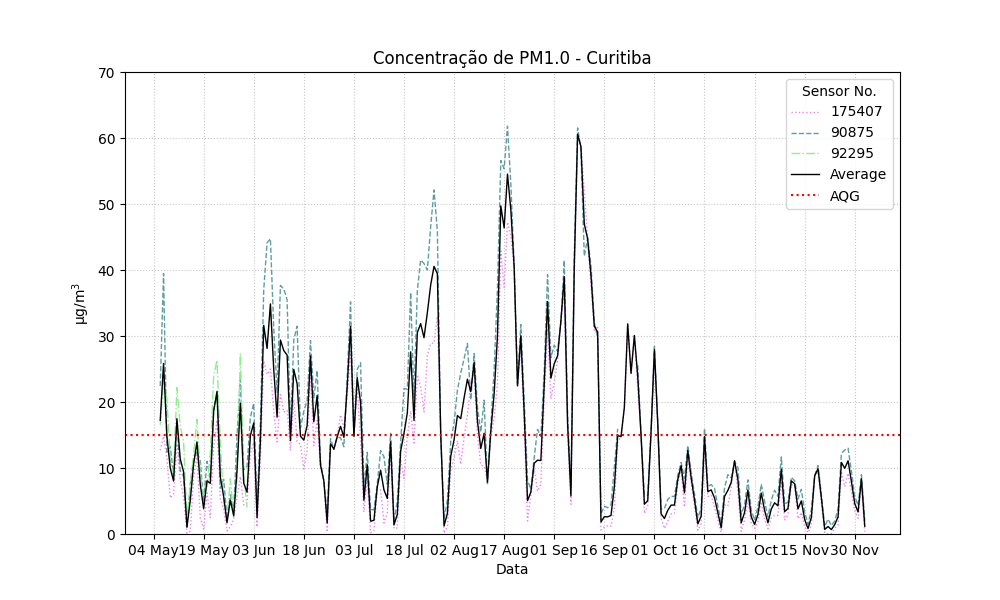 Concentração de PM1.0 - Curitiba
70
60
50
40
30
20
10
0
µg/m³
Sensor No.
175407
90875
92295
Average
AQG
04 May 19 May 03 Jun 18 Jun 03 Jul 18 Jul 02 Aug 17 Aug 01 Sep 16 Sep 01 Oct 16 Oct 31 Oct 15 Nov 30 Nov
Data